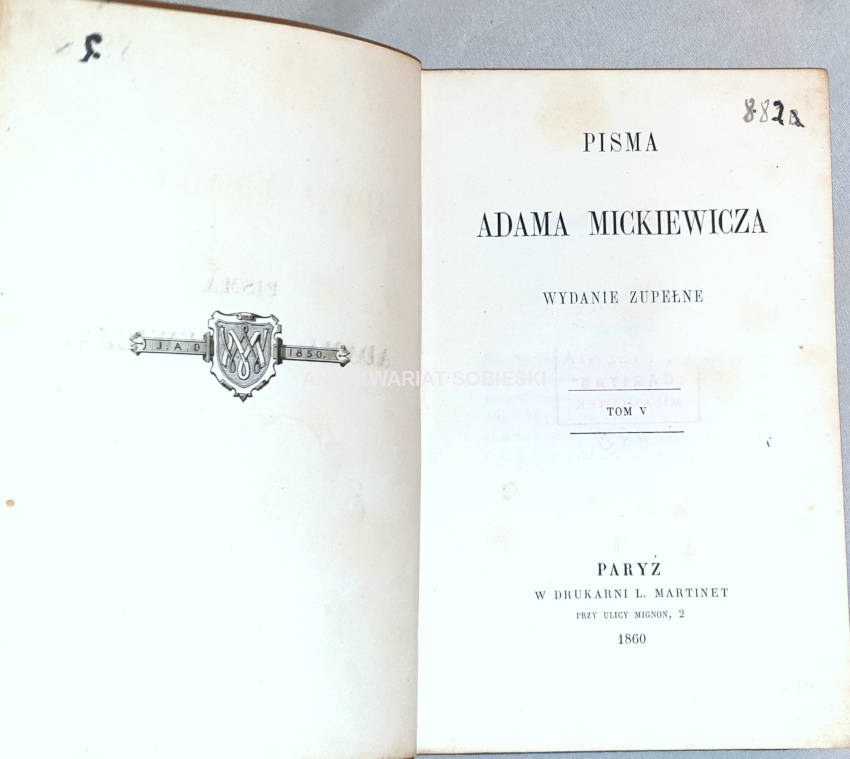 J. A. D
1850.
ANTYKWARIAT SOBIESKI
882a
PISMA
ADAMA MICKIEWICZA
WYDANIE ZUPEŁNE
TOM V
PARYŻ
W DRUKARNI L. MARTINET
PRZY ULICY MIGNON, 2
1860